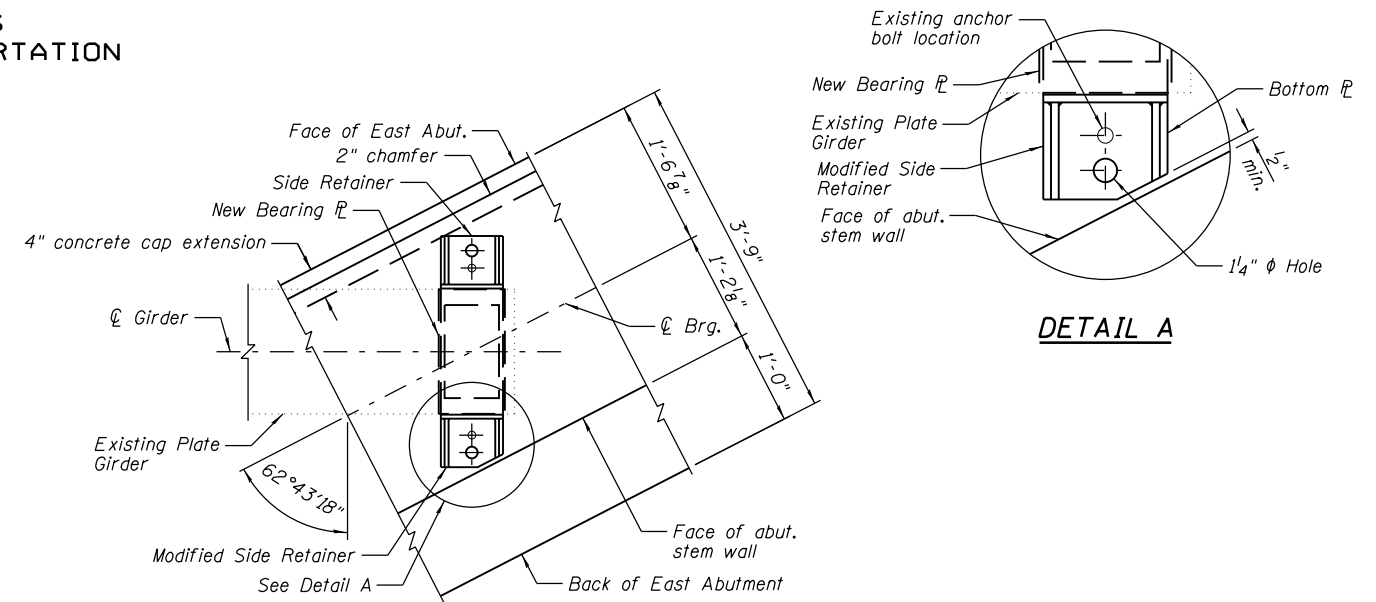 S
RTATION
Face of East Abut.
2" chamfer
Side Retainer
New Bearing ⅊
4" concrete cap extension
℄ Girder
Existing Plate
Girder
62°43'18"
Modified Side Retainer
See Detail A
1'-6⅞"
3'-9"
1'-2⅛"
1'-0"
℄ Brg.
Face of abut.
stem wall
Back of East Abutment
Existing anchor
bolt location
New Bearing ⅊
Existing Plate
Girder
Modified Side
Retainer
Face of abut.
stem wall
Bottom ⅊
½"
min.
1¼" ϕ Hole
DETAIL A